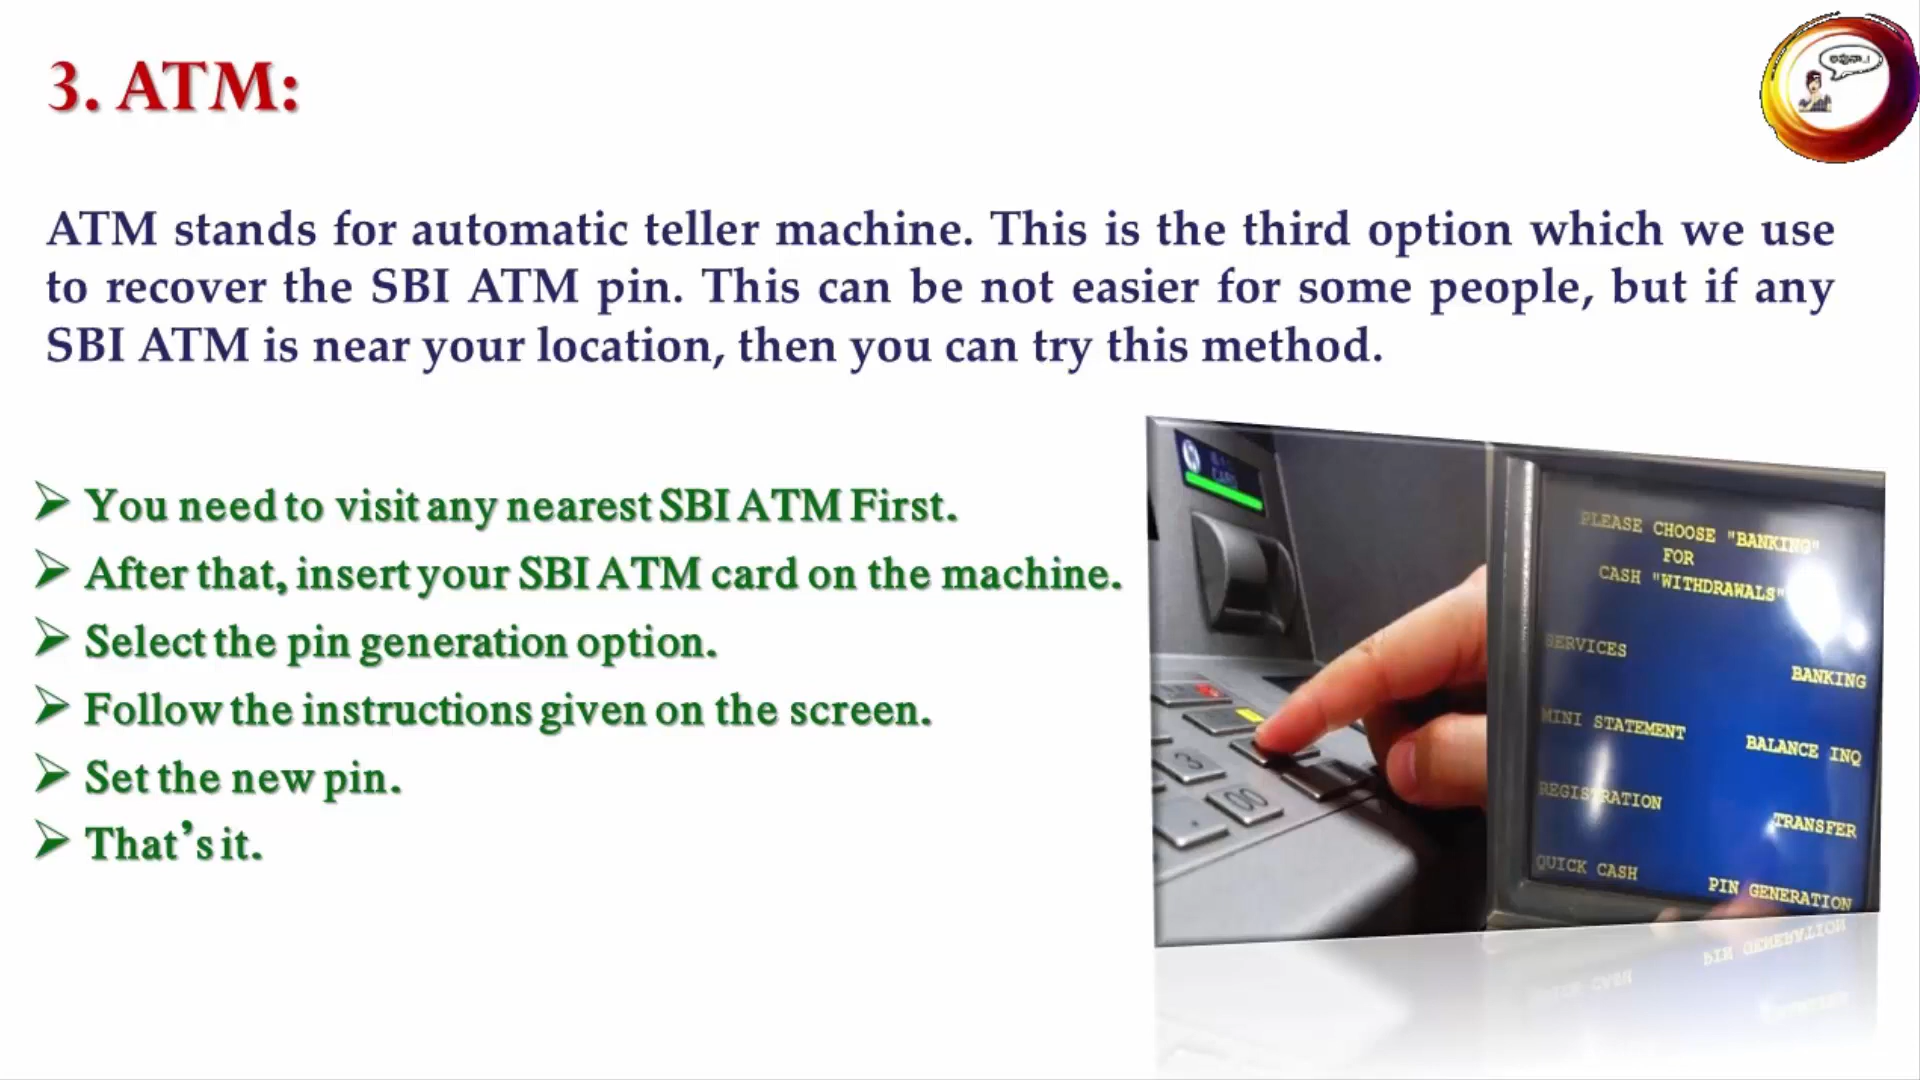 3. ATM:
ATM stands for automatic teller machine. This is the third option which we use
to recover the SBI ATM pin. This can be not easier for some people, but if any
SBI ATM is near your location, then you can try this method.
You need to visit any nearest SBI ATM First.
After that, insert your SBI ATM card on the machine.
Select the pin generation option.
Follow the instructions given on the screen.
Set the new pin.
That’s it.
PLEASE CHOOSE "BANKING"
FOR
CASH "WITHDRAWALS"
SERVICES
BANKING
MINI STATEMENT
BALANCE INQ
REGISTRATION
TRANSFER
QUICK CASH
PIN GENERATION